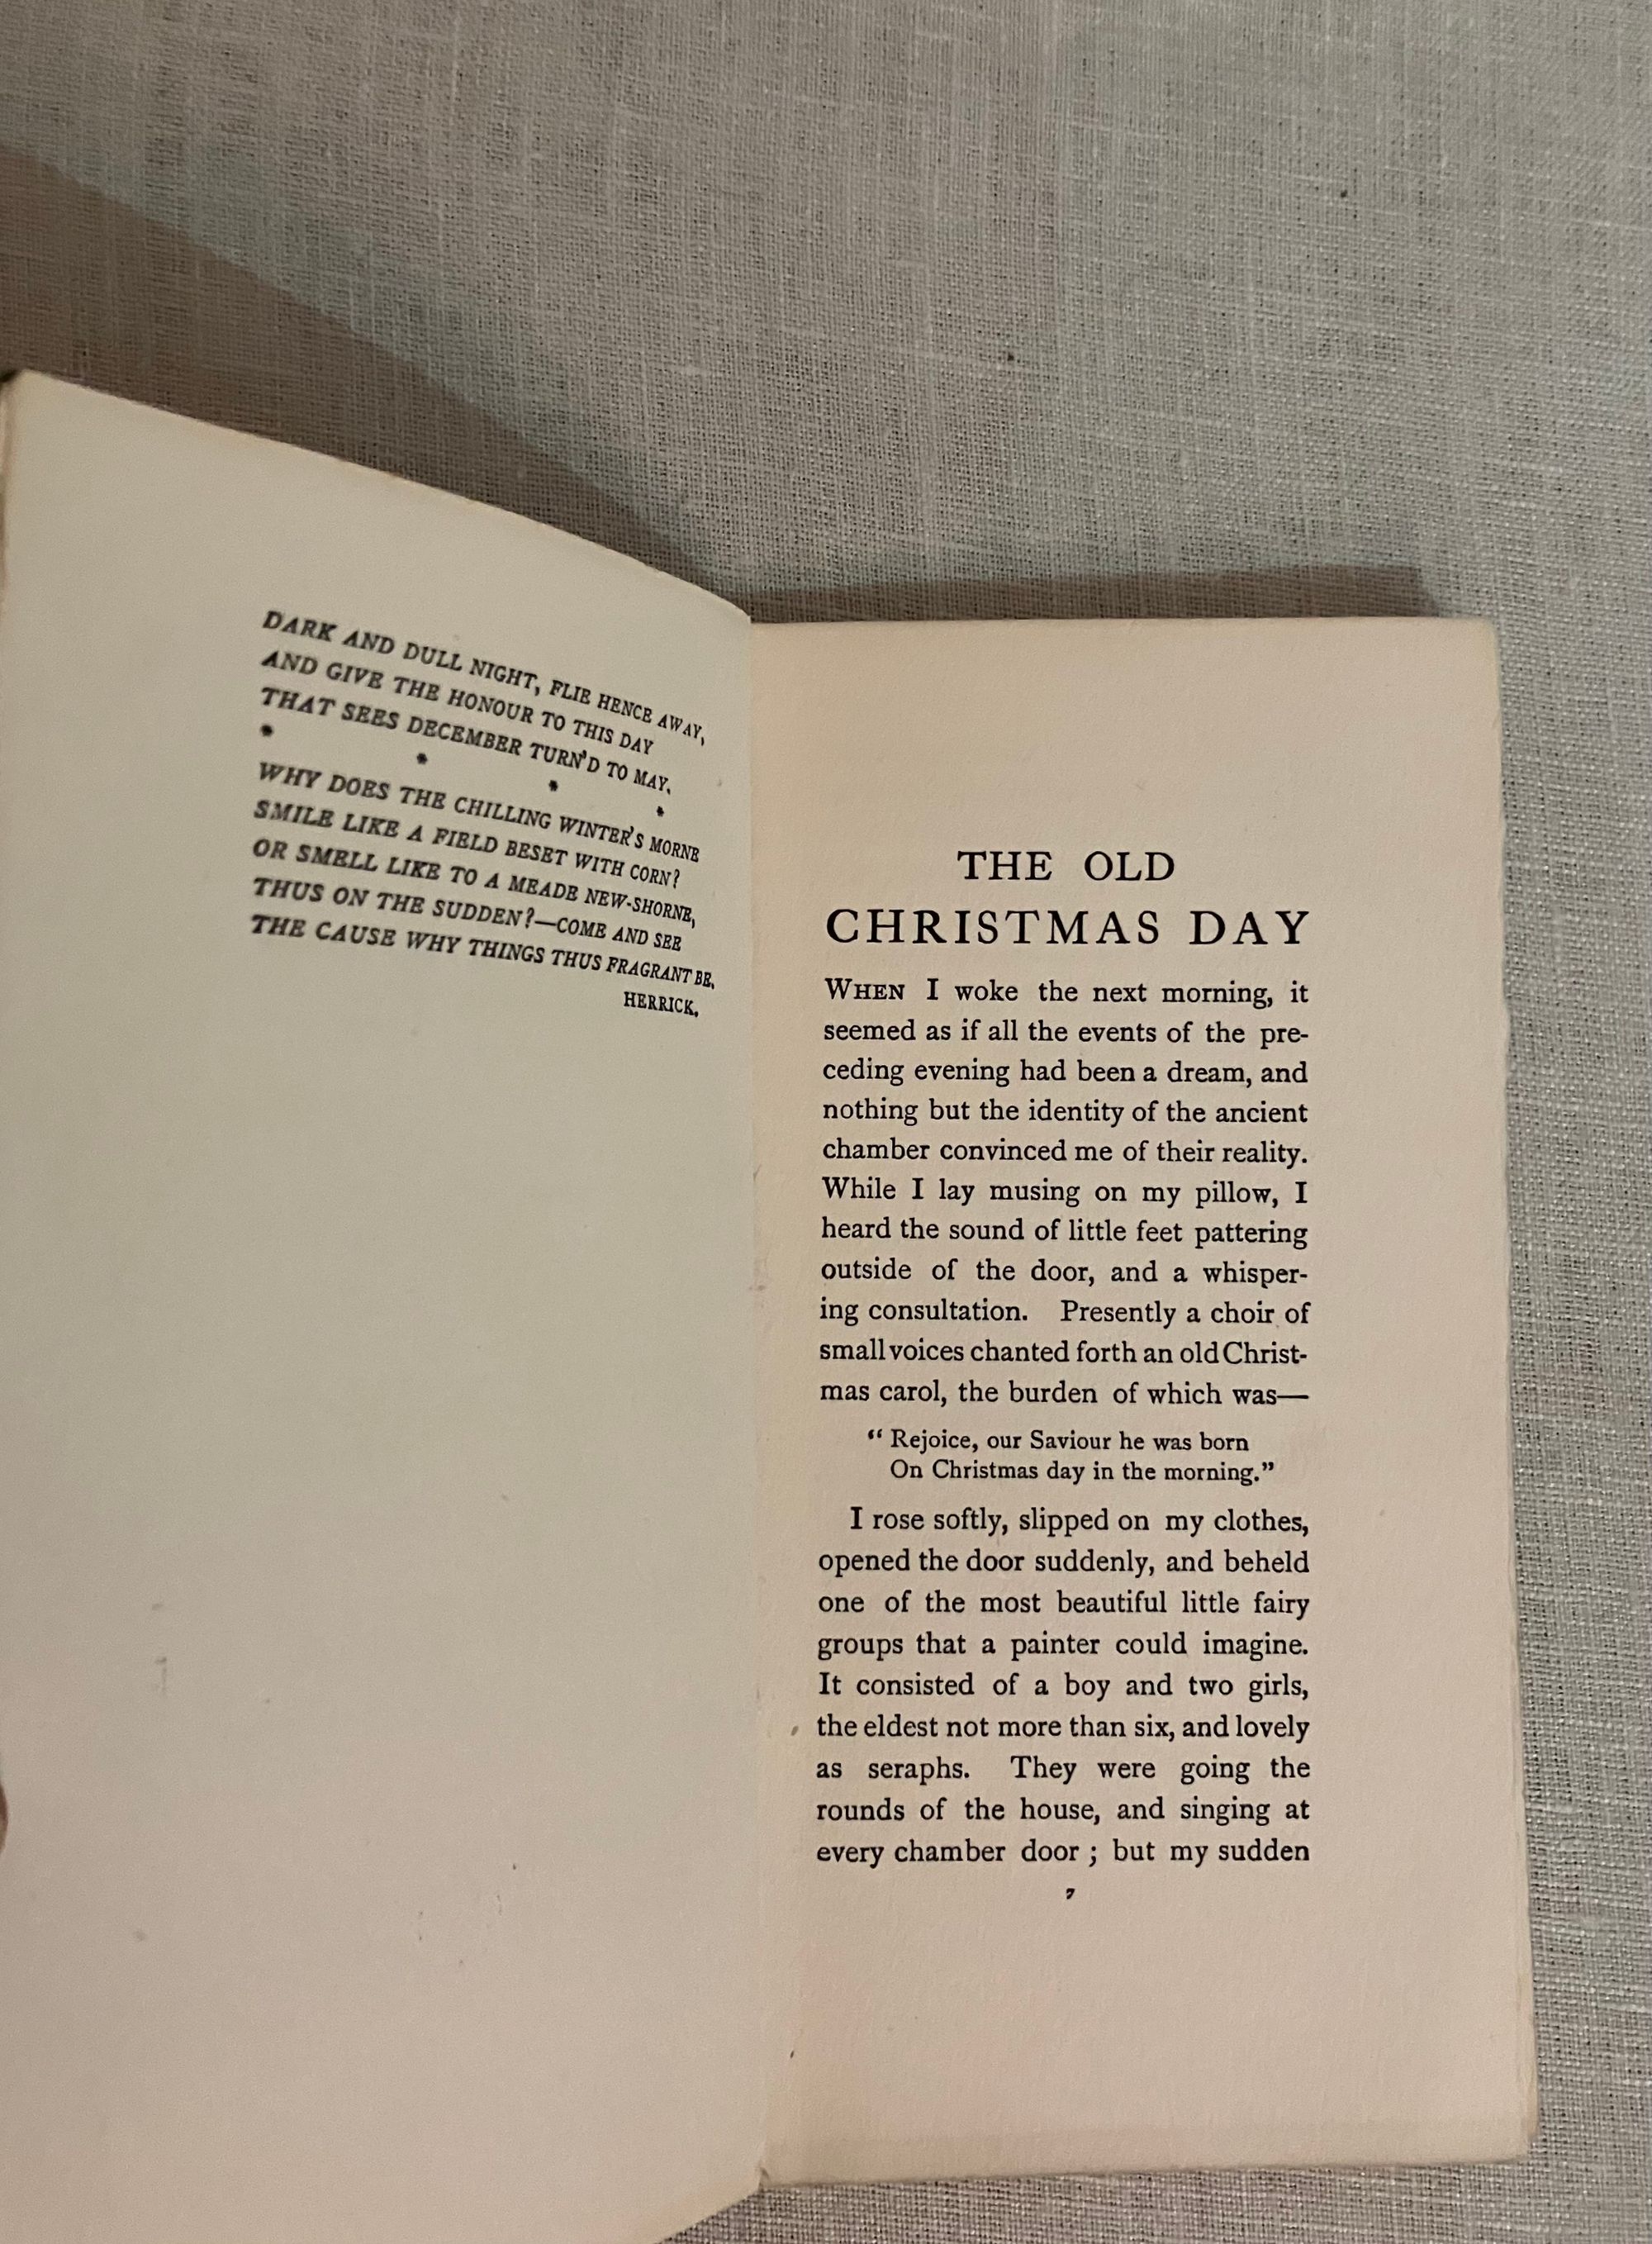 DARK AND DULL NIGHT, FLIE HENCE AWAY,
AND GIVE THE HONOUR TO THIS DAY
THAT SEES DECEMBER TURN'D TO MAY.
* * * *
WHY DOES THE CHILLING WINTER'S MORNE
SMILE LIKE A FIELD BESET WITH CORN?
OR SMELL LIKE TO A MEADE NEW-SHORNE,
THUS ON THE SUDDEN?—COME AND SEE
THE CAUSE WHY THINGS THUS FRAGRANT BE.
HERRICK.
THE OLD
CHRISTMAS DAY
WHEN I woke the next morning, it
seemed as if all the events of the pre-
ceding evening had been a dream, and
nothing but the identity of the ancient
chamber convinced me of their reality.
While I lay musing on my pillow, I
heard the sound of little feet pattering
outside of the door, and a whisper-
ing consultation. Presently a choir of
small voices chanted forth an old Christ-
mas carol, the burden of which was—
“ Rejoice, our Saviour he was born
On Christmas day in the morning.”
I rose softly, slipped on my clothes,
opened the door suddenly, and beheld
one of the most beautiful little fairy
groups that a painter could imagine.
It consisted of a boy and two girls,
the eldest not more than six, and lovely
as seraphs. They were going the
rounds of the house, and singing at
every chamber door ; but my sudden
7